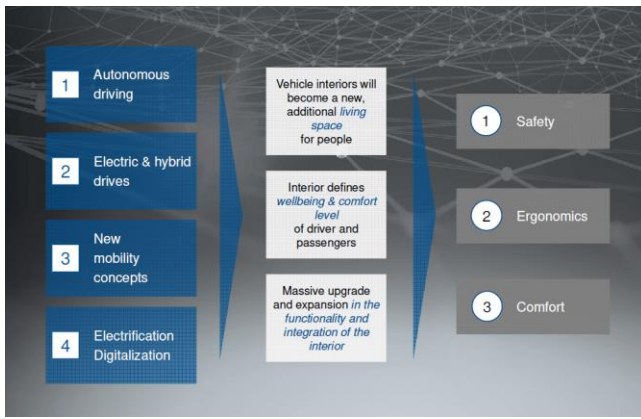 1
Autonomous
driving
2
Electric & hybrid
drives
3
New
mobility
concepts
4
Electrification
Digitalization
Vehicle interiors will
become a new,
additional living
space
for people
Interior defines
wellbeing & comfort
level
of driver and
passengers
Massive upgrade
and expansion in the
functionality and
integration of the
interior
1
Safety
2
Ergonomics
3
Comfort